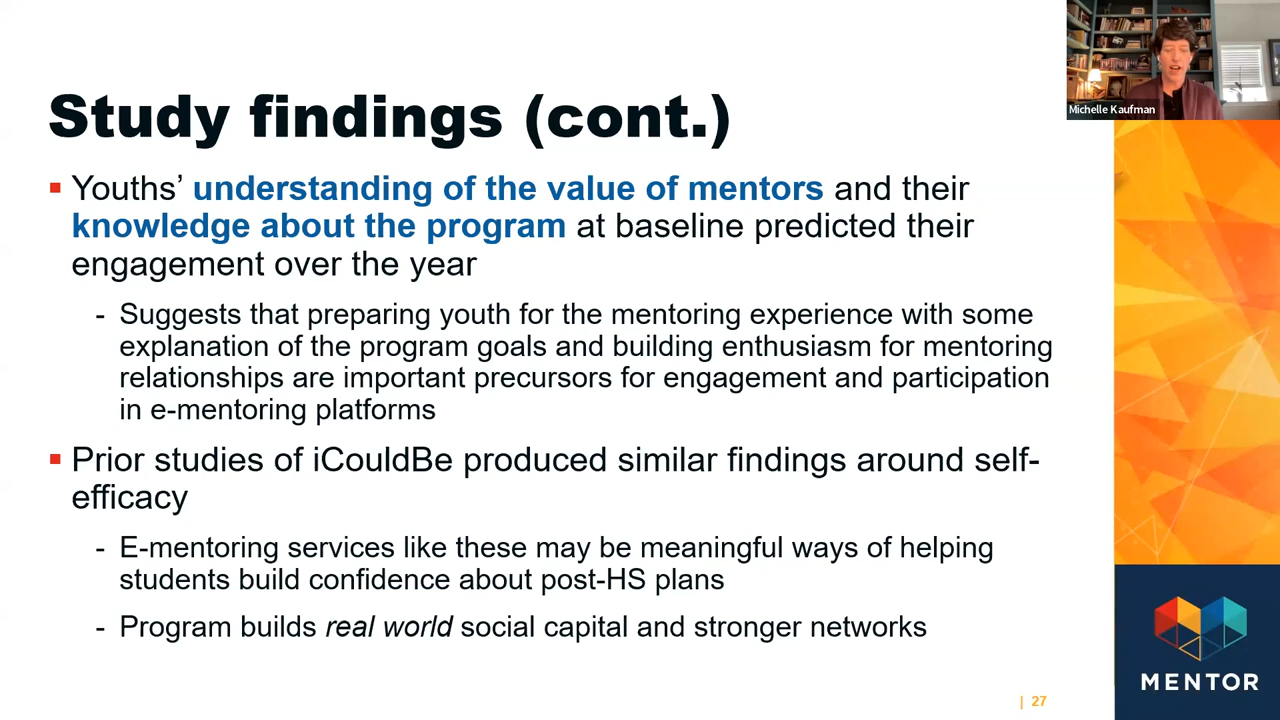 Michelle Kaufman
Study findings (cont.)
▪ Youths’ understanding of the value of mentors and their
knowledge about the program at baseline predicted their
engagement over the year
- Suggests that preparing youth for the mentoring experience with some
explanation of the program goals and building enthusiasm for mentoring
relationships are important precursors for engagement and participation
in e-mentoring platforms
▪ Prior studies of iCouldBe produced similar findings around self-
efficacy
- E-mentoring services like these may be meaningful ways of helping
students build confidence about post-HS plans
- Program builds real world social capital and stronger networks
| 27
MENTOR